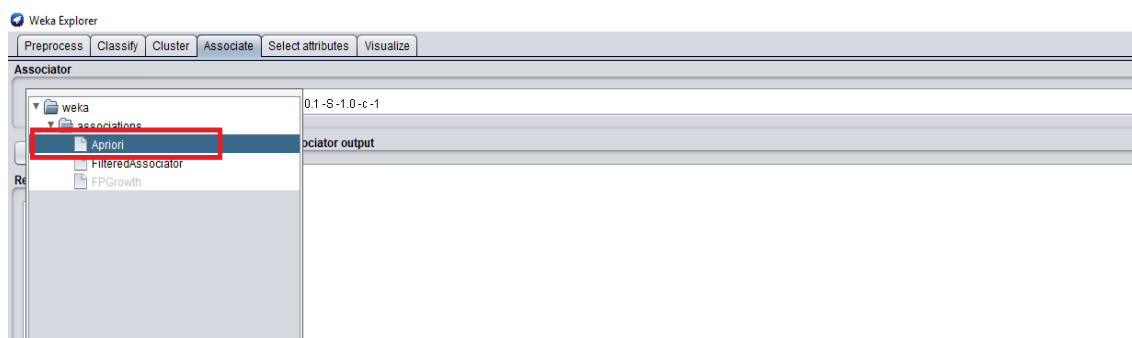 Weka Explorer
Preprocess Classify Cluster Associate Select attributes Visualize
Associator
weka
0.1 -S -1.0 -c -1
associations
Apriori
ociator output
FilteredAssociator
Re
FPGrowth